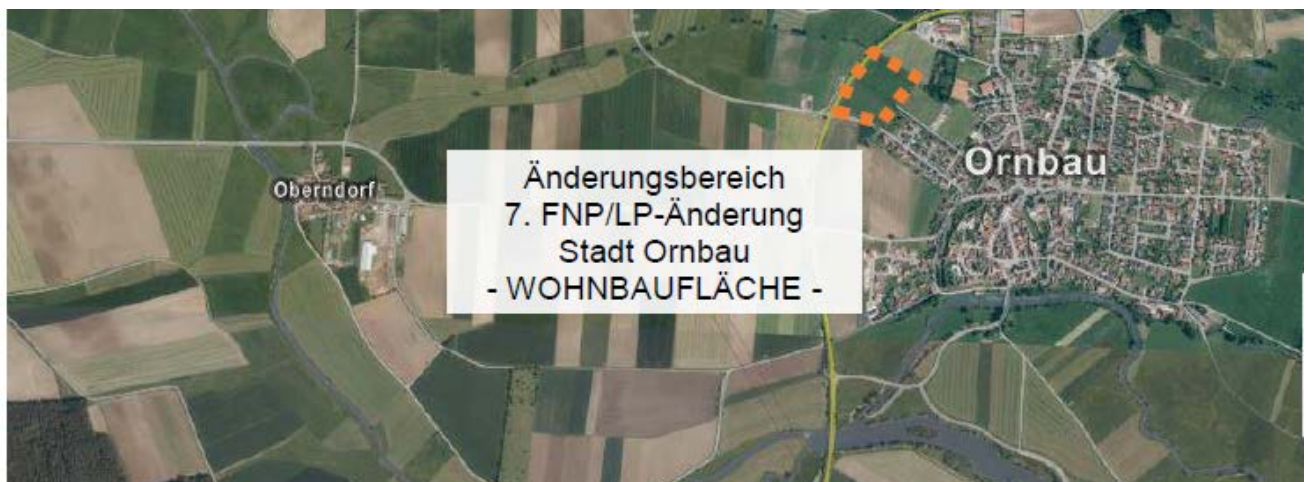 Ornbau
Oberndorf
Änderungsbereich
7. FNP/LP-Änderung
Stadt Ornbau
- WOHNBAUFLÄCHE -